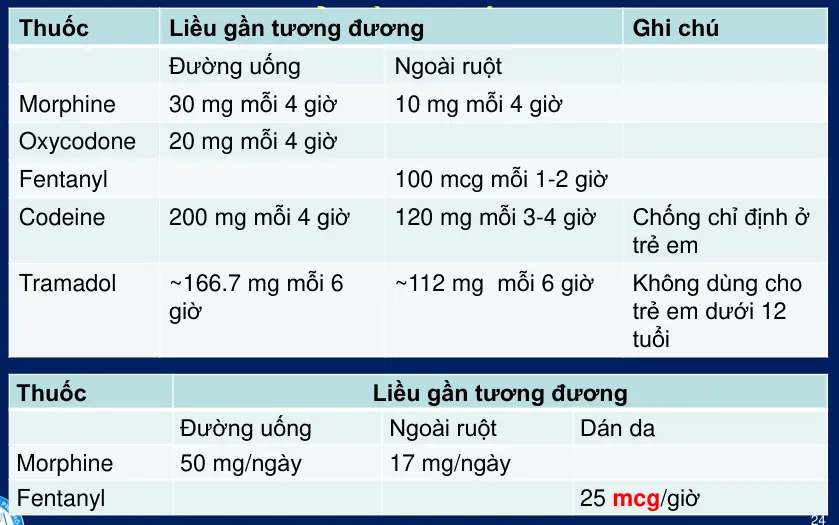 Thuốc Liều gần tương đương Ghi chú
Đường uống Ngoài ruột
Morphine 30 mg mỗi 4 giờ 10 mg mỗi 4 giờ
Oxycodone 20 mg mỗi 4 giờ
Fentanyl 100 mcg mỗi 1-2 giờ
Codeine 200 mg mỗi 4 giờ 120 mg mỗi 3-4 giờ Chống chỉ định ở
trẻ em
Tramadol ~166.7 mg mỗi 6 ~112 mg mỗi 6 giờ Không dùng cho
giờ trẻ em dưới 12
tuổi
Thuốc Liều gần tương đương
Đường uống Ngoài ruột Dán da
Morphine 50 mg/ngày 17 mg/ngày
Fentanyl 25 mcg/giờ
24